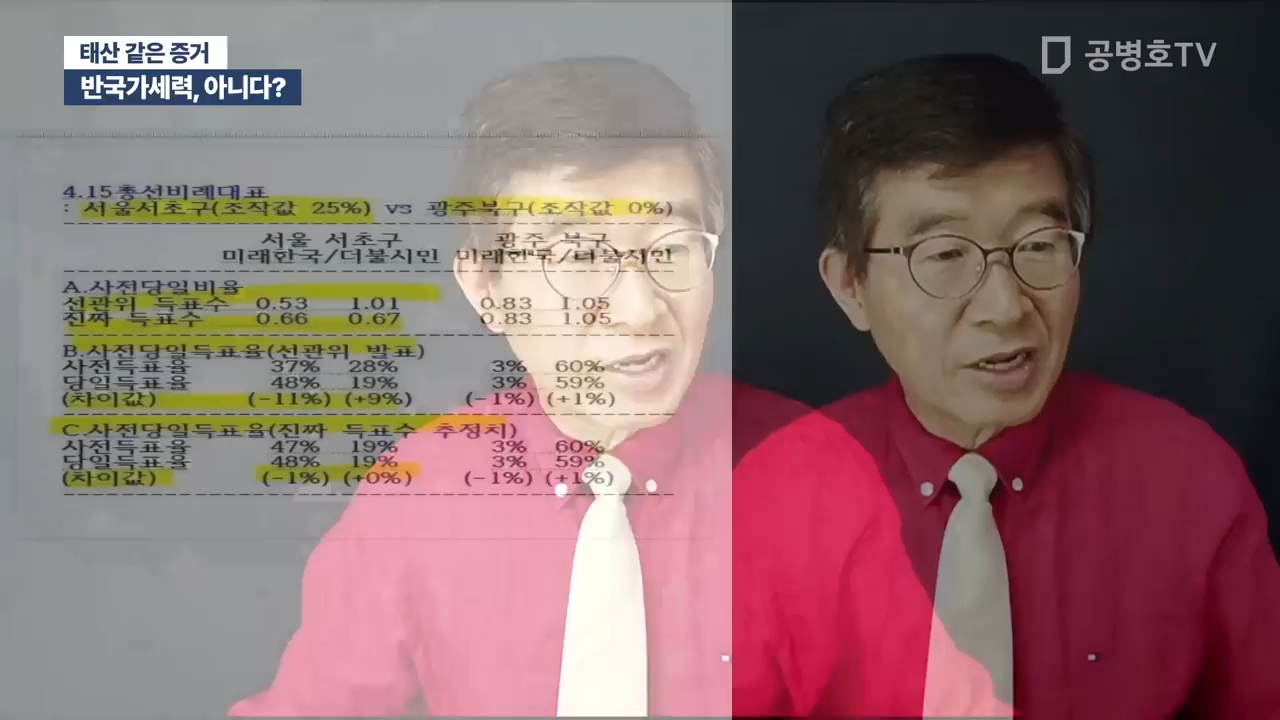 태산 같은 증거
반국가세력, 아니다?
공병호TV
4.15총선비례대표
: 서울서초구(조작값 25%) vs 광주북구(조작값 0%)
서울 서초구 광주 북구
미래한국/더불시민 미래한국/더불시민
A.사전당일비율
선관위 득표수 0.53 1.01 0.83 1.05
진짜 득표수 0.66 0.67 0.83 1.05
B.사전당일득표율(선관위 발표)
사전득표율 37% 28% 3% 60%
당일득표율 48% 19% 3% 59%
(차이값) (-11%) (+9%) (-1%) (+1%)
C.사전당일득표율(진짜 득표수 추정치)
사전득표율 47% 19% 3% 60%
당일득표율 48% 19% 3% 59%
(차이값) (-1%) (+0%) (-1%) (+1%)